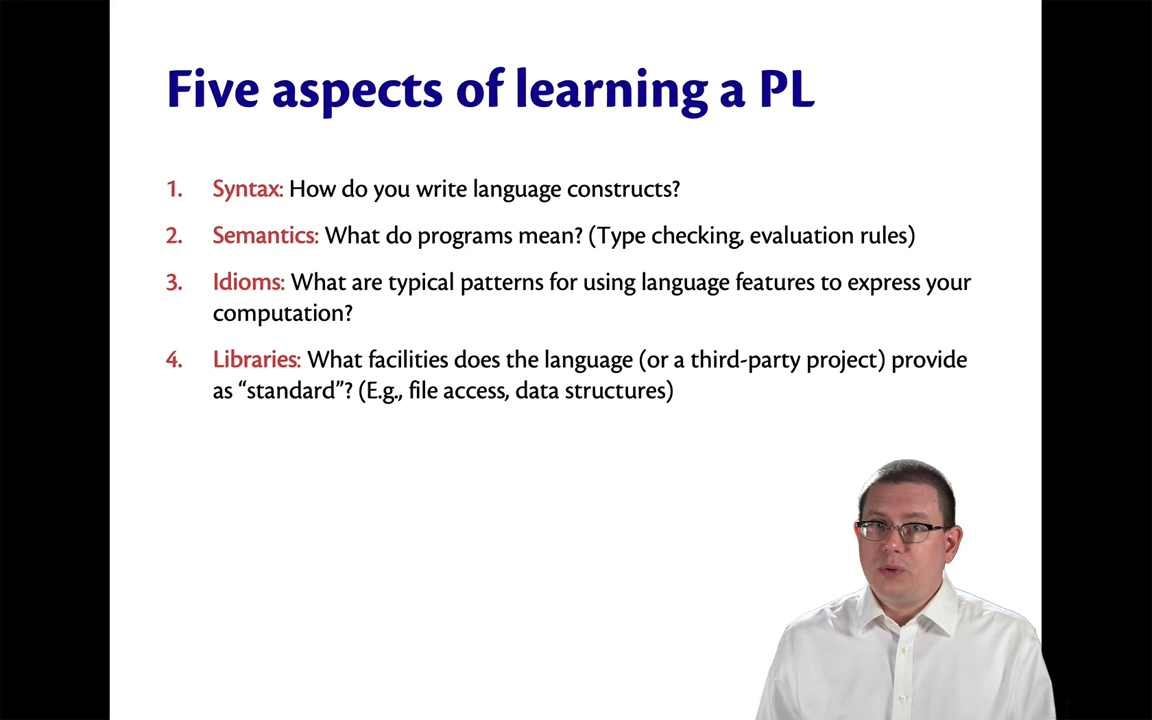 Five aspects of learning a PL
1. Syntax: How do you write language constructs?
2. Semantics: What do programs mean? (Type checking, evaluation rules)
3. Idioms: What are typical patterns for using language features to express your
computation?
4. Libraries: What facilities does the language (or a third-party project) provide
as “standard”? (E.g., file access, data structures)